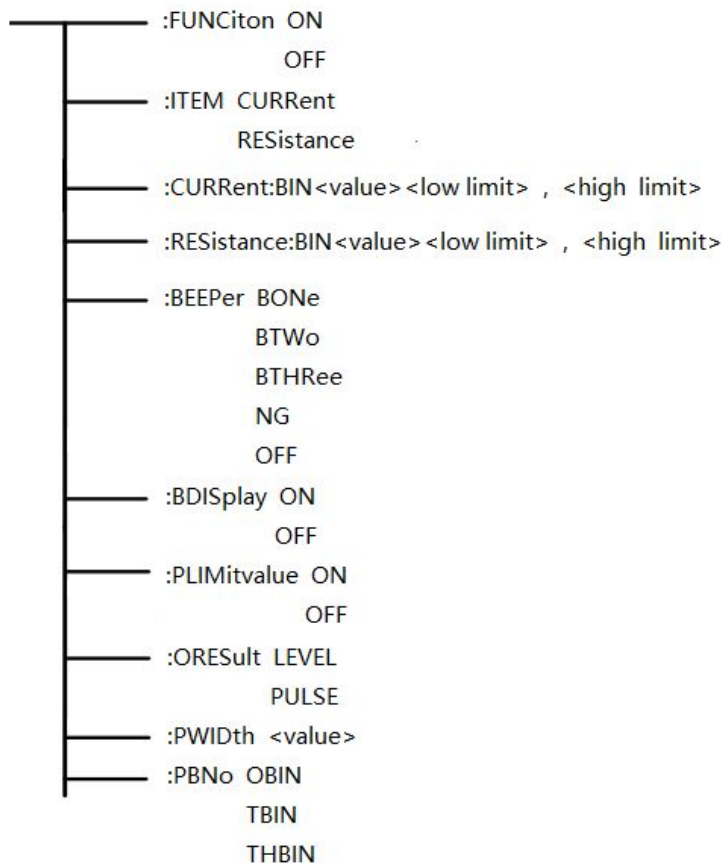 :FUNCiton ON
OFF
:ITEM CURRent
RESistance
:CURRent:BIN<value><low limit> , <high limit>
:RESistance:BIN<value><low limit> , <high limit>
:BEEPer BONe
BTWo
BTHRee
NG
OFF
:BDISplay ON
OFF
:PLIMitvalue ON
OFF
:ORESult LEVEL
PULSE
:PWIDth <value>
:PBNo OBIN
TBIN
THBIN